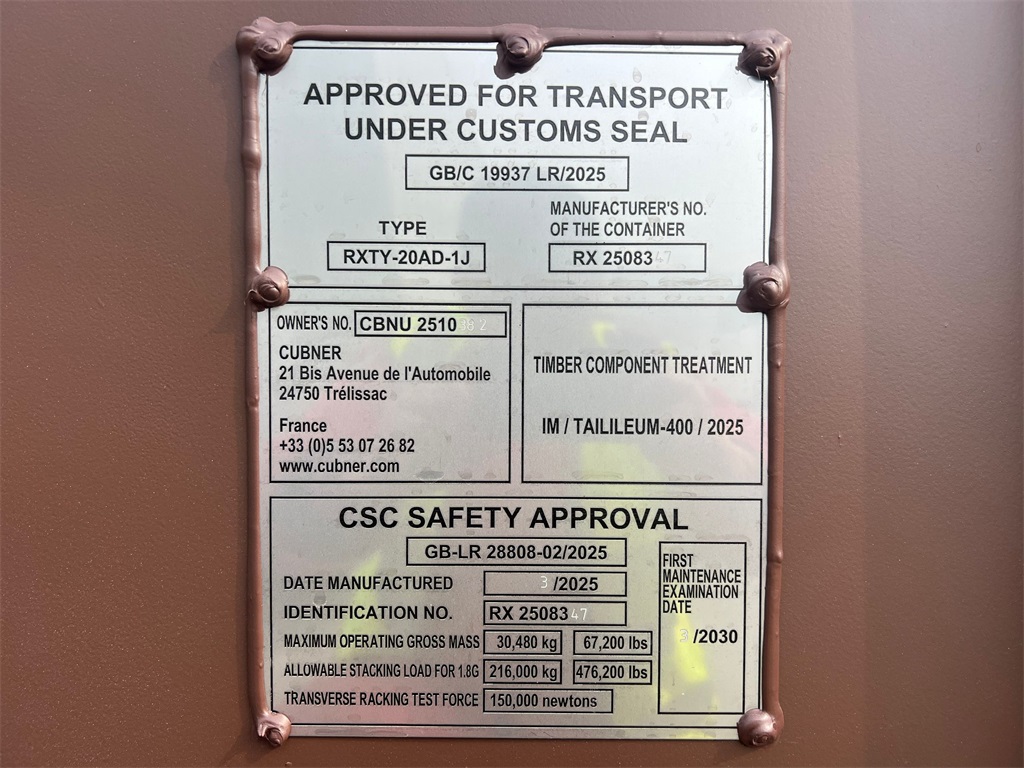 APPROVED FOR TRANSPORT
UNDER CUSTOMS SEAL
GB/C 19937 LR/2025
TYPE
RXTY-20AD-1J
MANUFACTURER'S NO.
OF THE CONTAINER
RX 2508347
OWNER'S NO. CBNU 2510382
CUBNER
21 Bis Avenue de l'Automobile
24750 Trélissac
France
+33 (0)5 53 07 26 82
www.cubner.com
TIMBER COMPONENT TREATMENT
IM / TAILILEUM-400 / 2025
CSC SAFETY APPROVAL
GB-LR 28808-02/2025
DATE MANUFACTURED 3 /2025
IDENTIFICATION NO. RX 2508347
MAXIMUM OPERATING GROSS MASS 30,480 kg 67,200 lbs
ALLOWABLE STACKING LOAD FOR 1.8G 216,000 kg 476,200 lbs
TRANSVERSE RACKING TEST FORCE 150,000 newtons
FIRST
MAINTENANCE
EXAMINATION
DATE
3 /2030